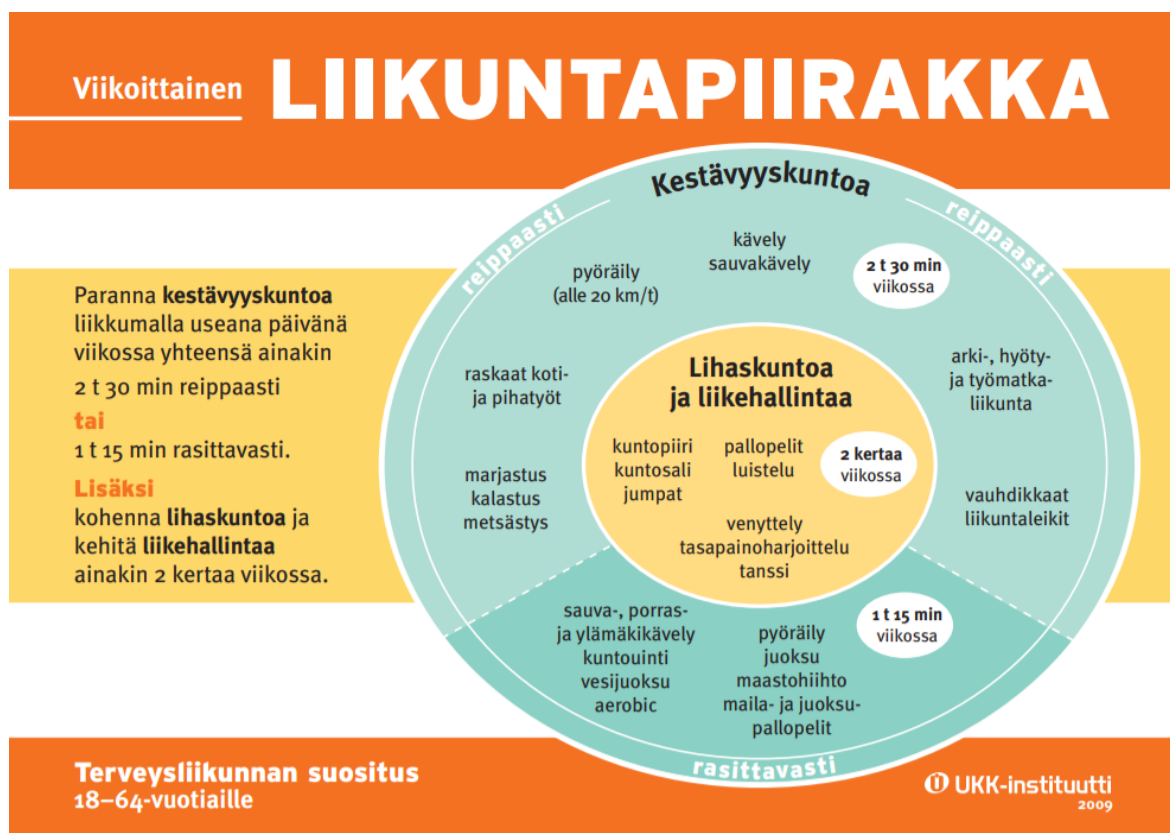 Viikoittainen LIIKUNTAPIIRAKKA
Paranna kestävyyskuntoa
liikkumalla useana päivänä
viikossa yhteensä ainakin
2 t 30 min reippaasti
tai
1 t 15 min rasittavasti.
Lisäksi
kohenna lihaskuntoa ja
kehitä liikehallintaa
ainakin 2 kertaa viikossa.
Kestävyyskuntoa
reippaasti
reippaasti
kävely
sauvakävely
2 t 30 min
viikossa
pyöräily
(alle 20 km/t)
raskaat koti-
ja pihatyöt
marjastus
kalastus
metsästys
arki-, hyöty-
ja työmatka-
liikunta
vauhdikkaat
liikuntaleikit
Lihaskuntoa
ja liikehallintaa
kuntopiiri
kuntosali
jumpat
pallopelit
luistelu
2 kertaa
viikossa
venyttely
tasapainoharjoittelu
tanssi
sauva-, porras-
ja ylämäkikävely
kuntouinti
vesijuoksu
aerobic
pyöräily
juoksu
maastohiihto
maila- ja juoksu-
pallopelit
1 t 15 min
viikossa
rasittavasti
Terveysliikunnan suositus
18–64-vuotiaille
UKK-instituutti
2009